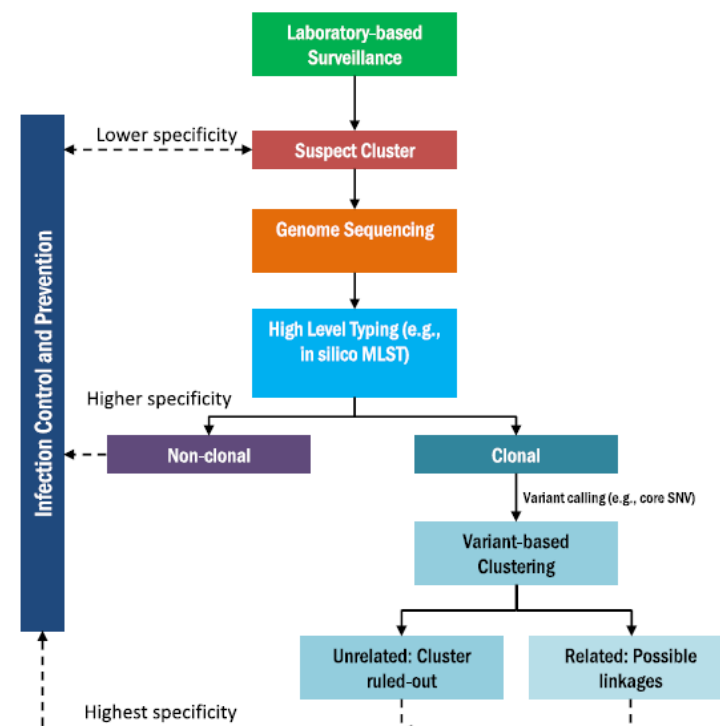 Laboratory-based
Surveillance
Lower specificity
Suspect Cluster
Genome Sequencing
Infection Control and Prevention
High Level Typing (e.g.,
in silico MLST)
Higher specificity
Non-clonal
Clonal
Variant calling (e.g., core SNV)
Variant-based
Clustering
Unrelated: Cluster
ruled-out
Related: Possible
linkages
Highest specificity